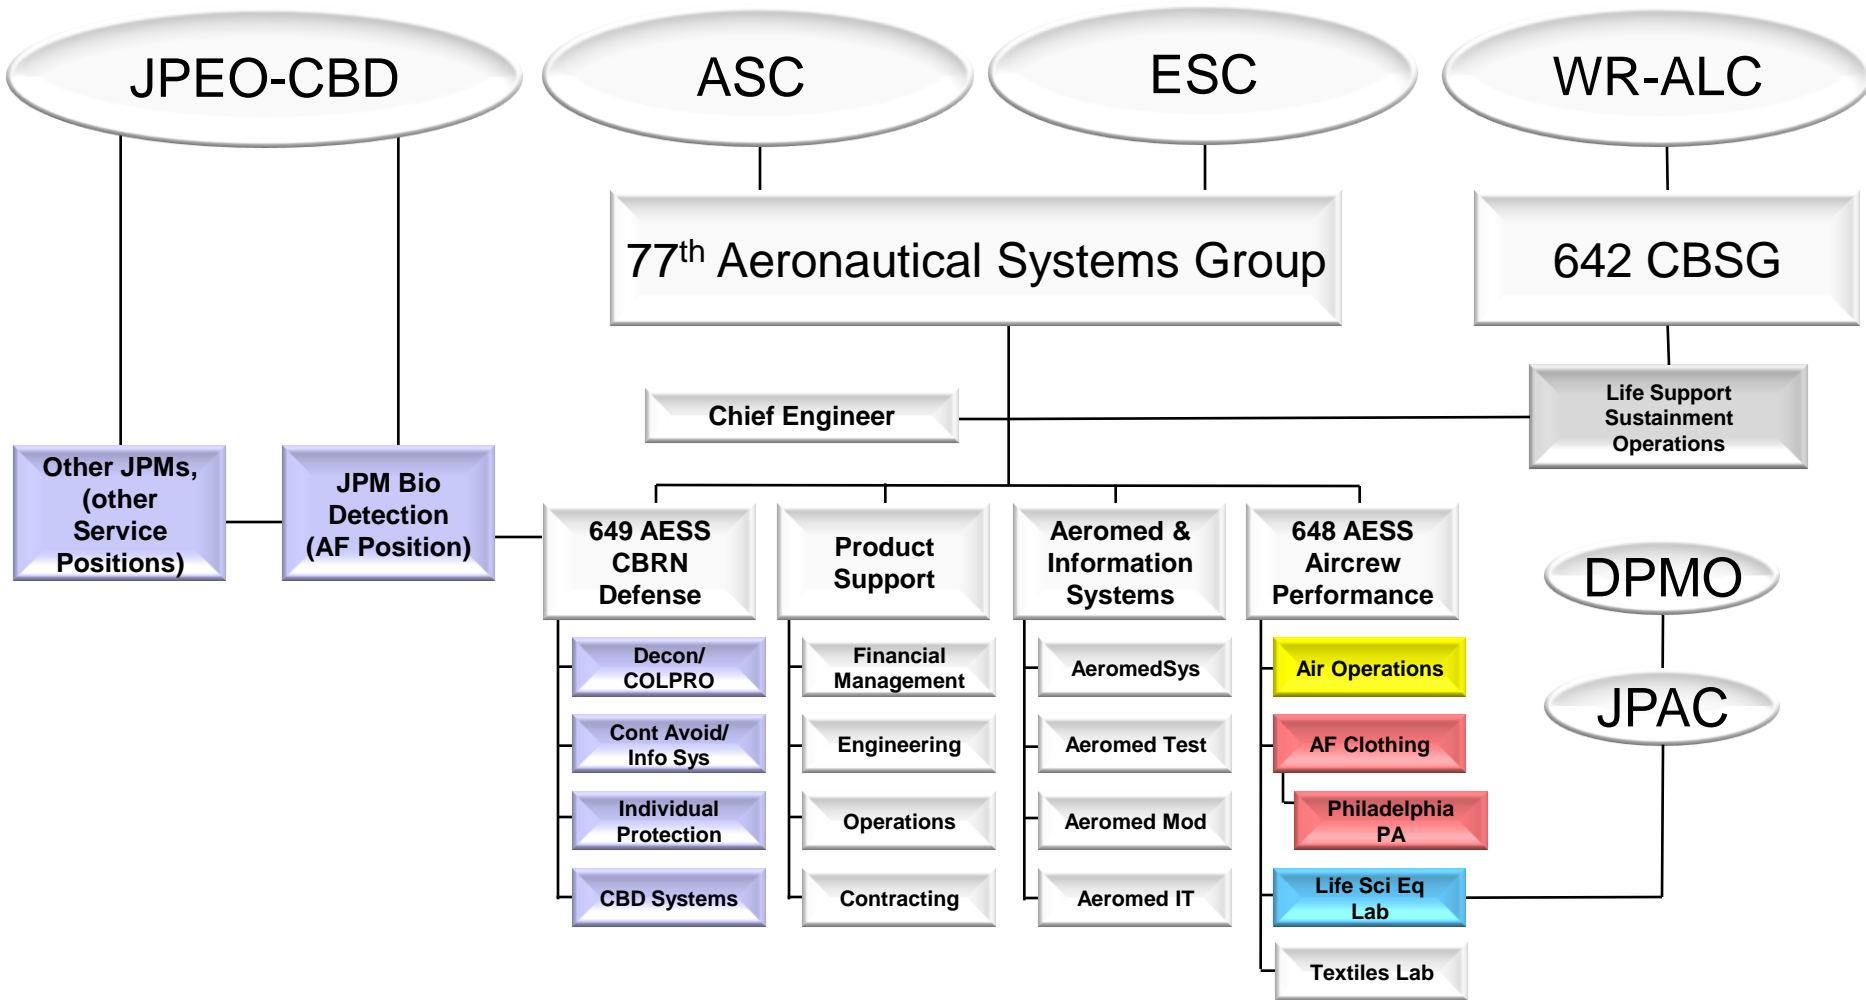 JPEO-CBD
ASC
ESC
WR-ALC
77th Aeronautical Systems Group
642 CBSG
Chief Engineer
Life Support
Sustainment
Operations
Other JPMs,
(other
Service
Positions)
JPM Bio
Detection
(AF Position)
649 AESS
CBRN
Defense
Product
Support
Aeromed &
Information
Systems
648 AESS
Aircrew
Performance
DPMO
JPAC
Decon/
COLPRO
Cont Avoid/
Info Sys
Individual
Protection
CBD Systems
Financial
Management
Engineering
Operations
Contracting
AeromedSys
Aeromed Test
Aeromed Mod
Aeromed IT
Air Operations
AF Clothing
Philadelphia
PA
Life Sci Eq
Lab
Textiles Lab